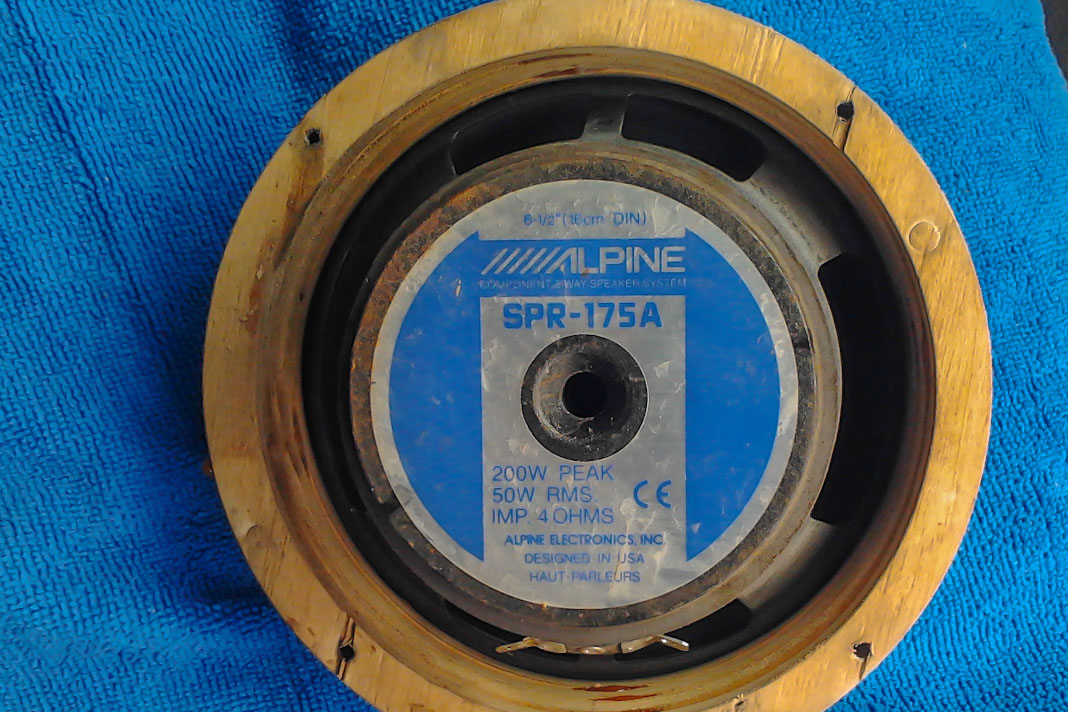 6-1/2"(16cm DIN)
ALPINE
COMPONENT 2-WAY SPEAKER SYSTEM
SPR-175A
200W PEAK
50W RMS.
IMP. 4 OHMS
CE
ALPINE ELECTRONICS, INC.
DESIGNED IN USA
HAUT-PARLEURS